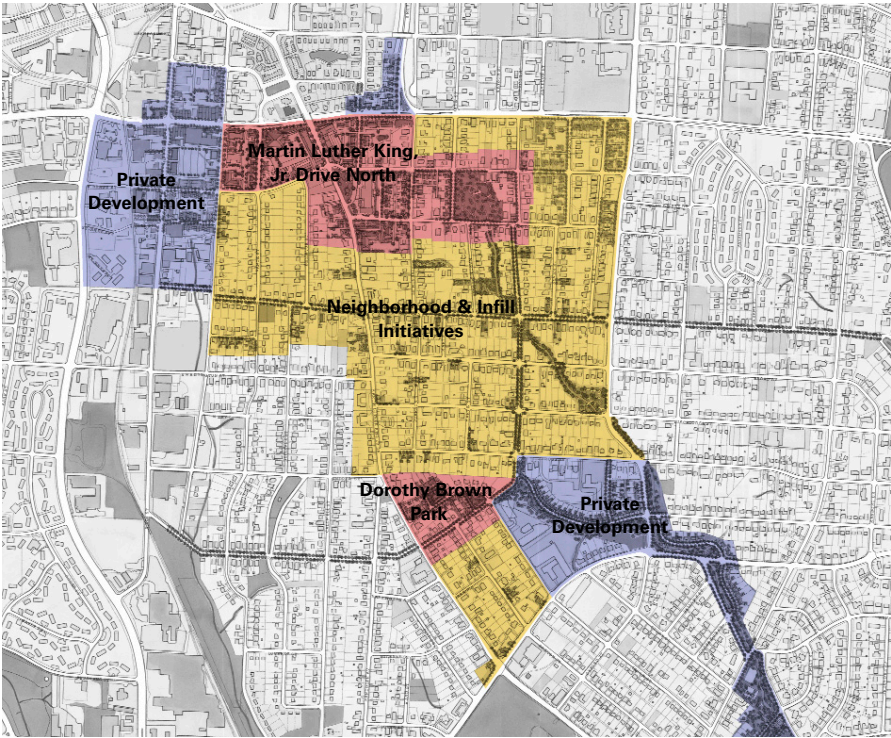 Martin Luther King,
Jr. Drive North
Private
Development
Neighborhood & Infill
Initiatives
Dorothy Brown
Park
Private
Development